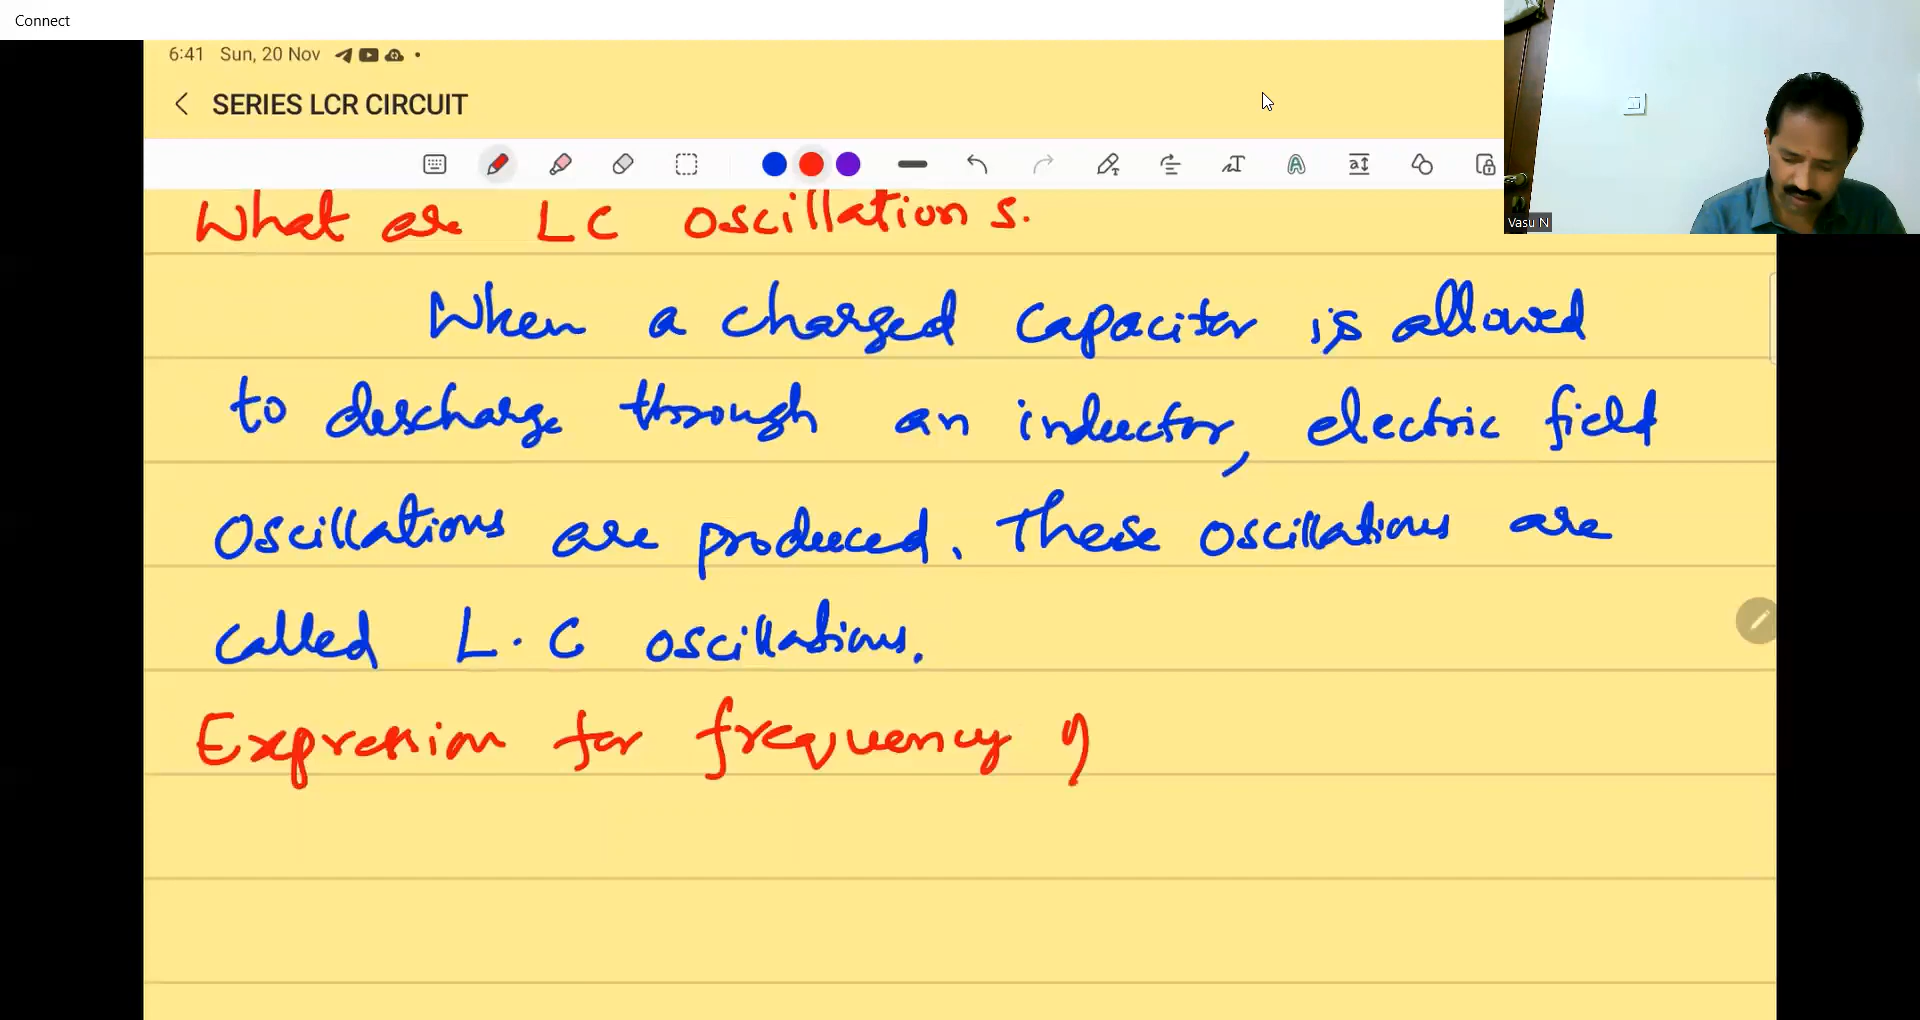 Connect
6:41 Sun, 20 Nov
SERIES LCR CIRCUIT
Vasu N
What are LC oscillations.
When a charged capacitor is allowed
to discharge through an inductor, electric field
oscillations are produced. These oscillations are
called L.C oscillations.
Expression for frequency of